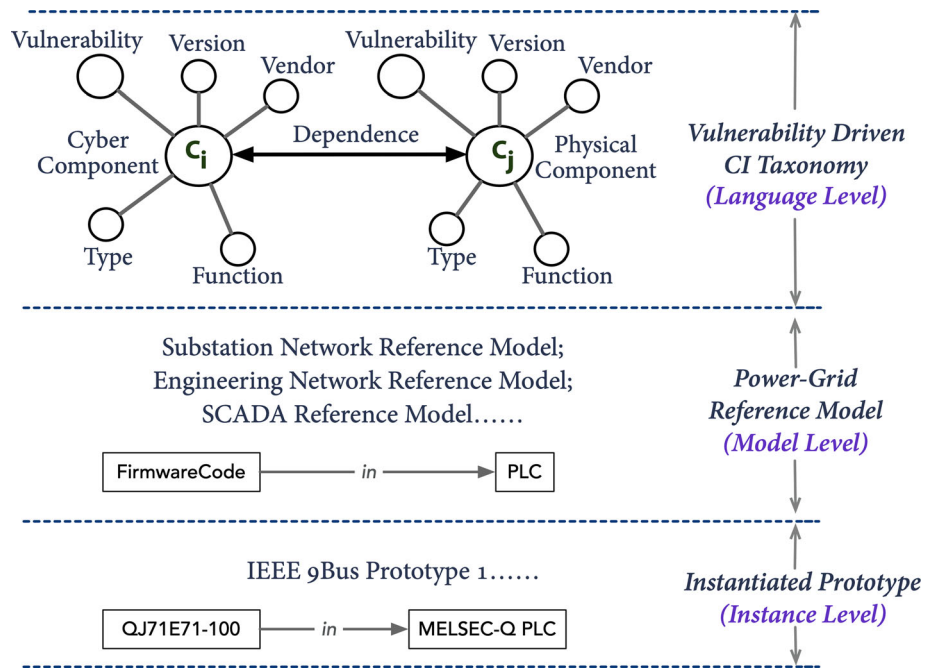 Vulnerability
Version
Vendor
Cyber
Component
Ci
Type
Function
Dependence
Vulnerability
Version
Vendor
Cj
Physical
Component
Type
Function
Vulnerability Driven
CI Taxonomy
(Language Level)
Substation Network Reference Model;
Engineering Network Reference Model;
SCADA Reference Model......
FirmwareCode
in
PLC
Power-Grid
Reference Model
(Model Level)
IEEE 9Bus Prototype 1......
QJ71E71-100
in
MELSEC-Q PLC
Instantiated Prototype
(Instance Level)